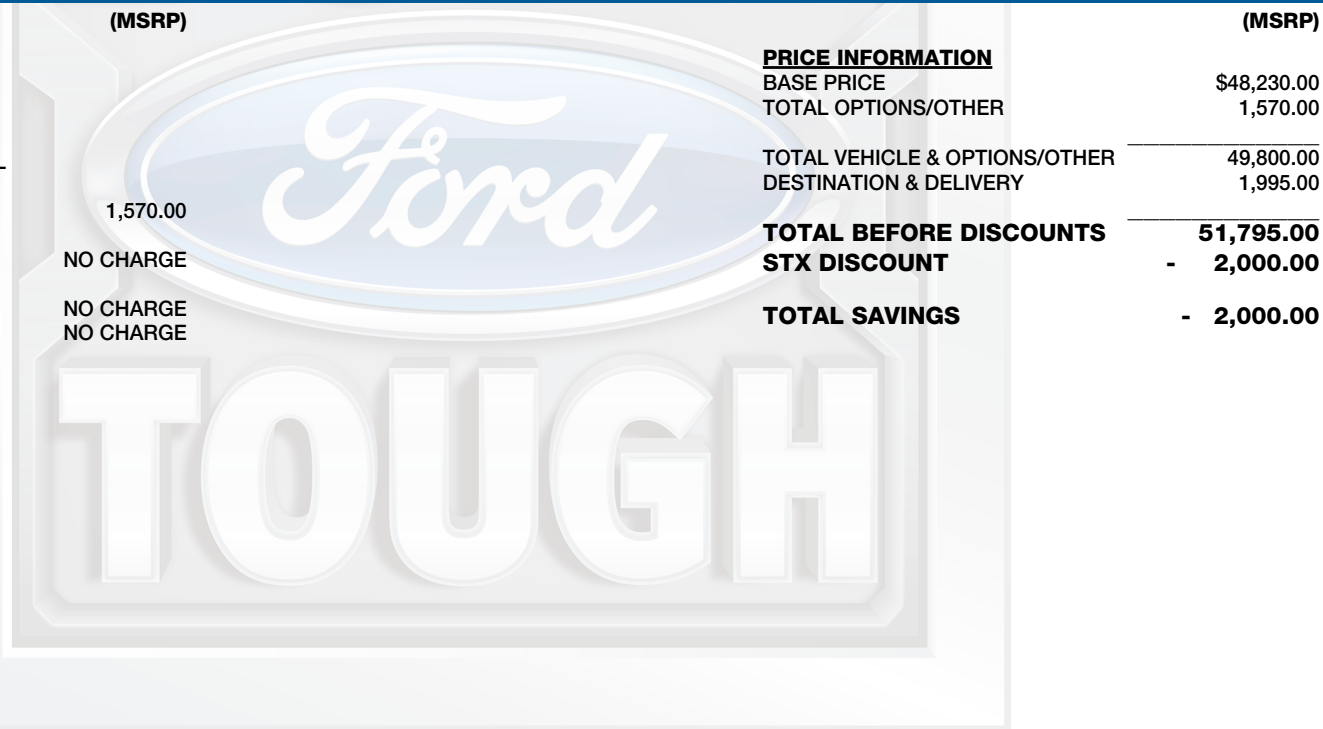 (MSRP)
1,570.00
NO CHARGE
NO CHARGE
NO CHARGE
(MSRP)
PRICE INFORMATION
BASE PRICE $48,230.00
TOTAL OPTIONS/OTHER 1,570.00
TOTAL VEHICLE & OPTIONS/OTHER 49,800.00
DESTINATION & DELIVERY 1,995.00
TOTAL BEFORE DISCOUNTS 51,795.00
STX DISCOUNT - 2,000.00
TOTAL SAVINGS - 2,000.00
Ford
TOUGH